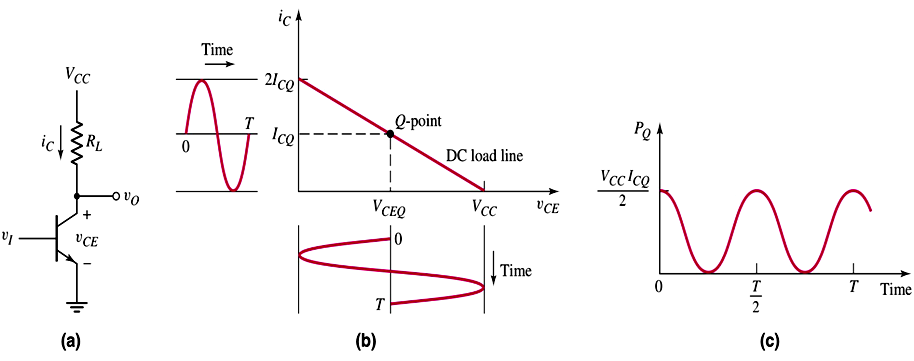 V_CC
i_C
R_L
v_O
+
v_CE
−
v_I
(a)
Time
0
T
i_C
2I_CQ
I_CQ
Q-point
DC load line
V_CEQ
V_CC
v_CE
0
Time
T
(b)
P_Q
V_CC I_CQ
2
0
T
2
T
Time
(c)